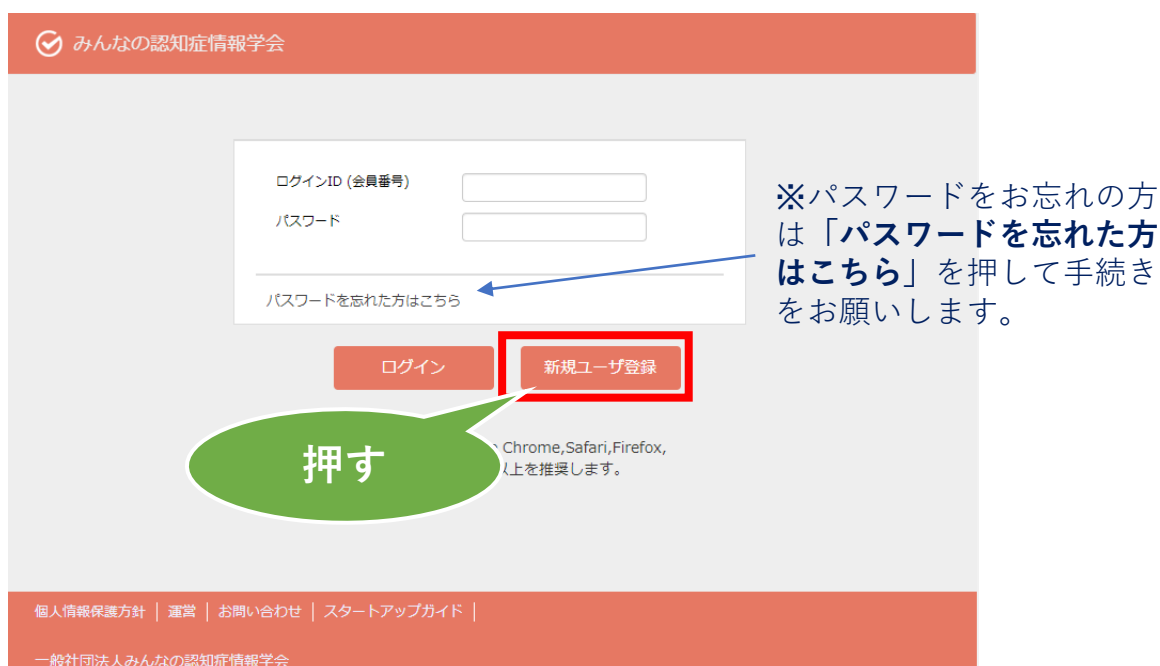 みんなの認知症情報学会
ログインID (会員番号)
パスワード
パスワードを忘れた方はこちら
※パスワードをお忘れの方
は「パスワードを忘れた方
はこちら」を押して手続き
をお願いします。
ログイン
新規ユーザ登録
押す
Chrome,Safari,Firefox,
以上を推奨します。
個人情報保護方針 | 運営 | お問い合わせ | スタートアップガイド |
一般社団法人みんなの認知症情報学会